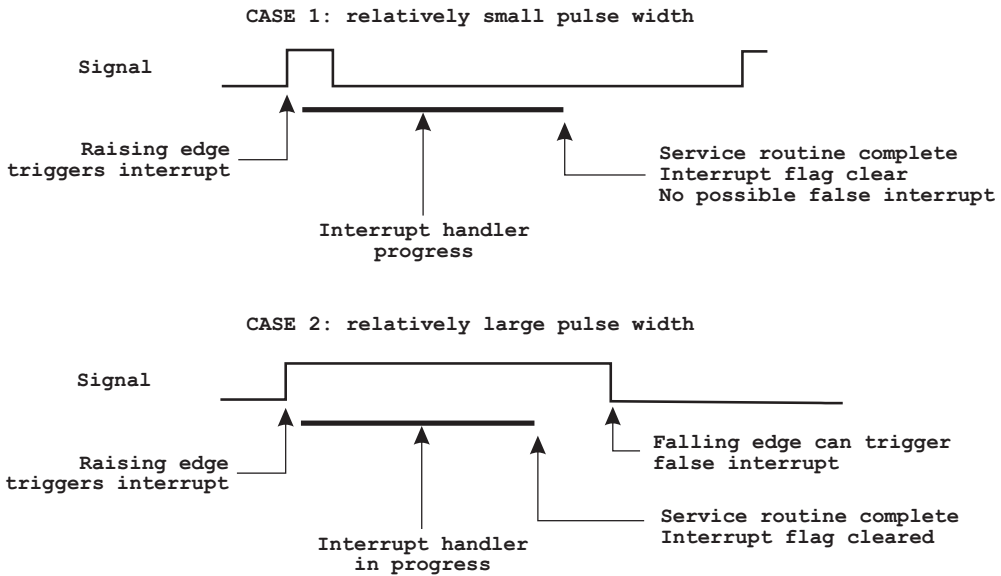 CASE 1: relatively small pulse width
Signal
Raising edge
triggers interrupt
Service routine complete
Interrupt flag clear
No possible false interrupt
Interrupt handler
progress
CASE 2: relatively large pulse width
Signal
Raising edge
triggers interrupt
Falling edge can trigger
false interrupt
Service routine complete
Interrupt flag cleared
Interrupt handler
in progress